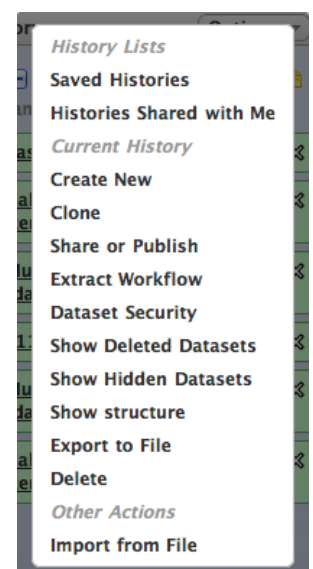 History Lists
Saved Histories
Histories Shared with Me
Current History
Create New
Clone
Share or Publish
Extract Workflow
Dataset Security
Show Deleted Datasets
Show Hidden Datasets
Show structure
Export to File
Delete
Other Actions
Import from File